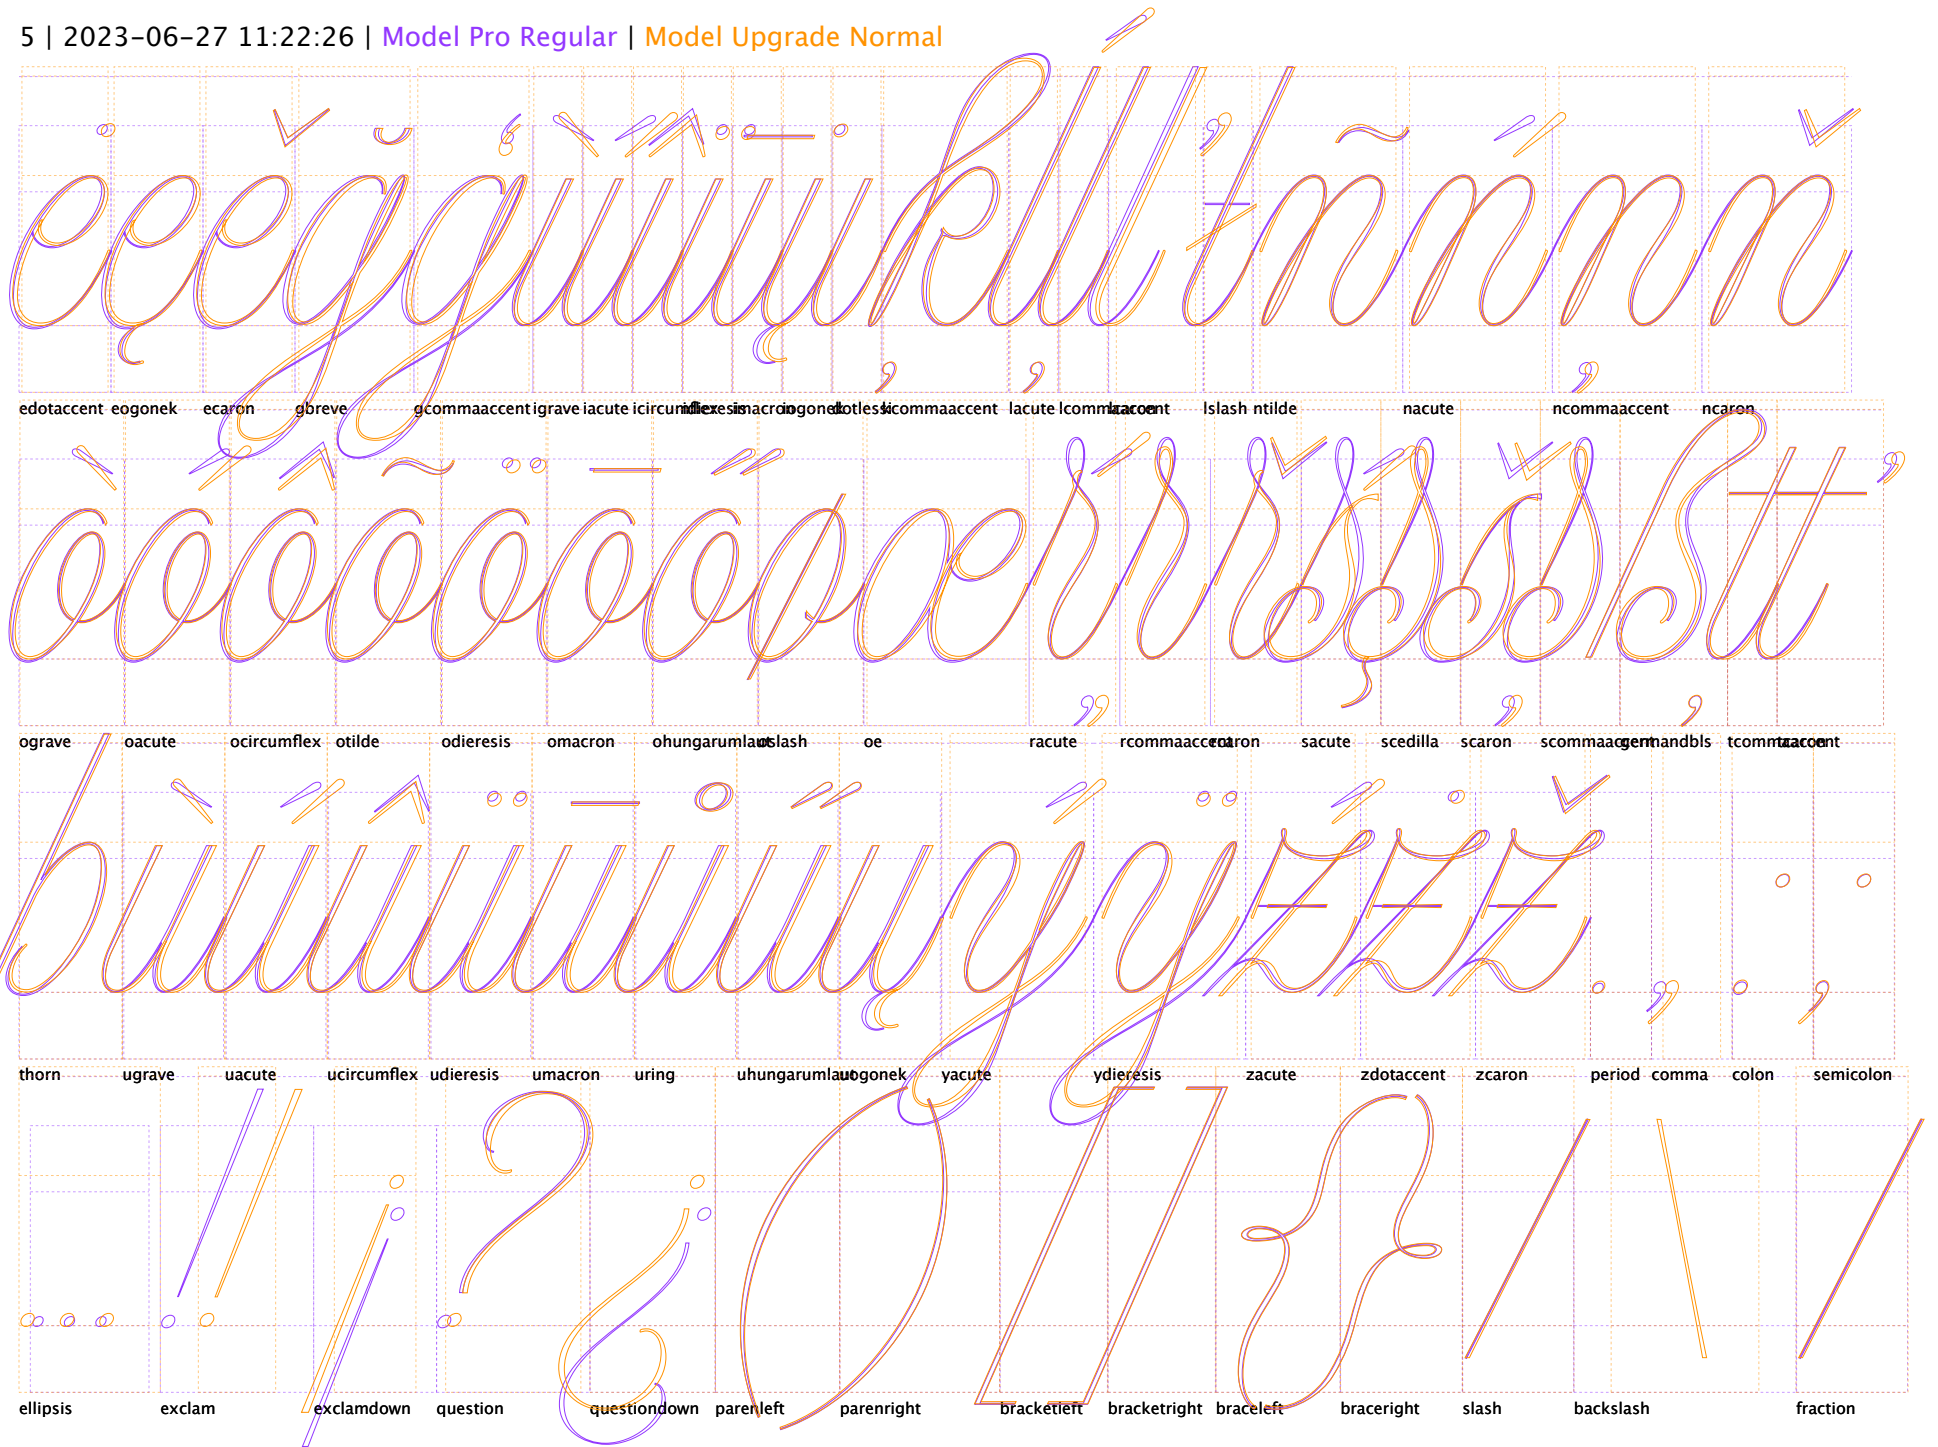 5 | 2023-06-27 11:22:26 | Model Pro Regular | Model Upgrade Normal
edotaccent eogonek ecaron gbreve gcommaaccent igrave iacute icircumflex idieresis imacron iogonek dotlessi kcommaaccent lacute lcommaaccent lcaron lslash ntilde nacute ncommaaccent ncaron
ograve oacute ocircumflex otilde odieresis omacron ohungarumlaut oslash oe racute rcommaaccent rcaron sacute scedilla scaron scommaaccent germandbls tcommaaccent tcaron
thorn ugrave uacute ucircumflex udieresis umacron uring uhungarumlaut uogonek yacute ydieresis zacute zdotaccent zcaron period comma colon semicolon
ellipsis exclam exclamdown question questiondown parenleft parenright bracketleft bracketright braceleft braceright slash backslash fraction